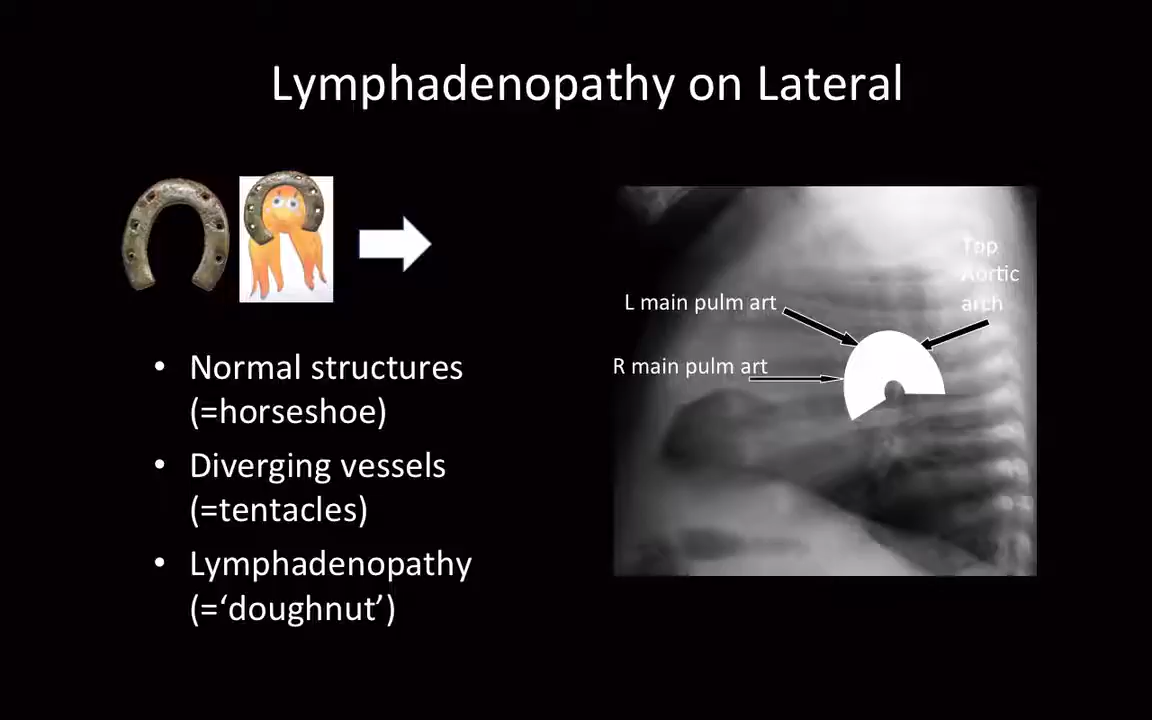 Lymphadenopathy on Lateral
• Normal structures
(=horseshoe)
• Diverging vessels
(=tentacles)
• Lymphadenopathy
(=‘doughnut’)
Top
Aortic
arch
L main pulm art
R main pulm art